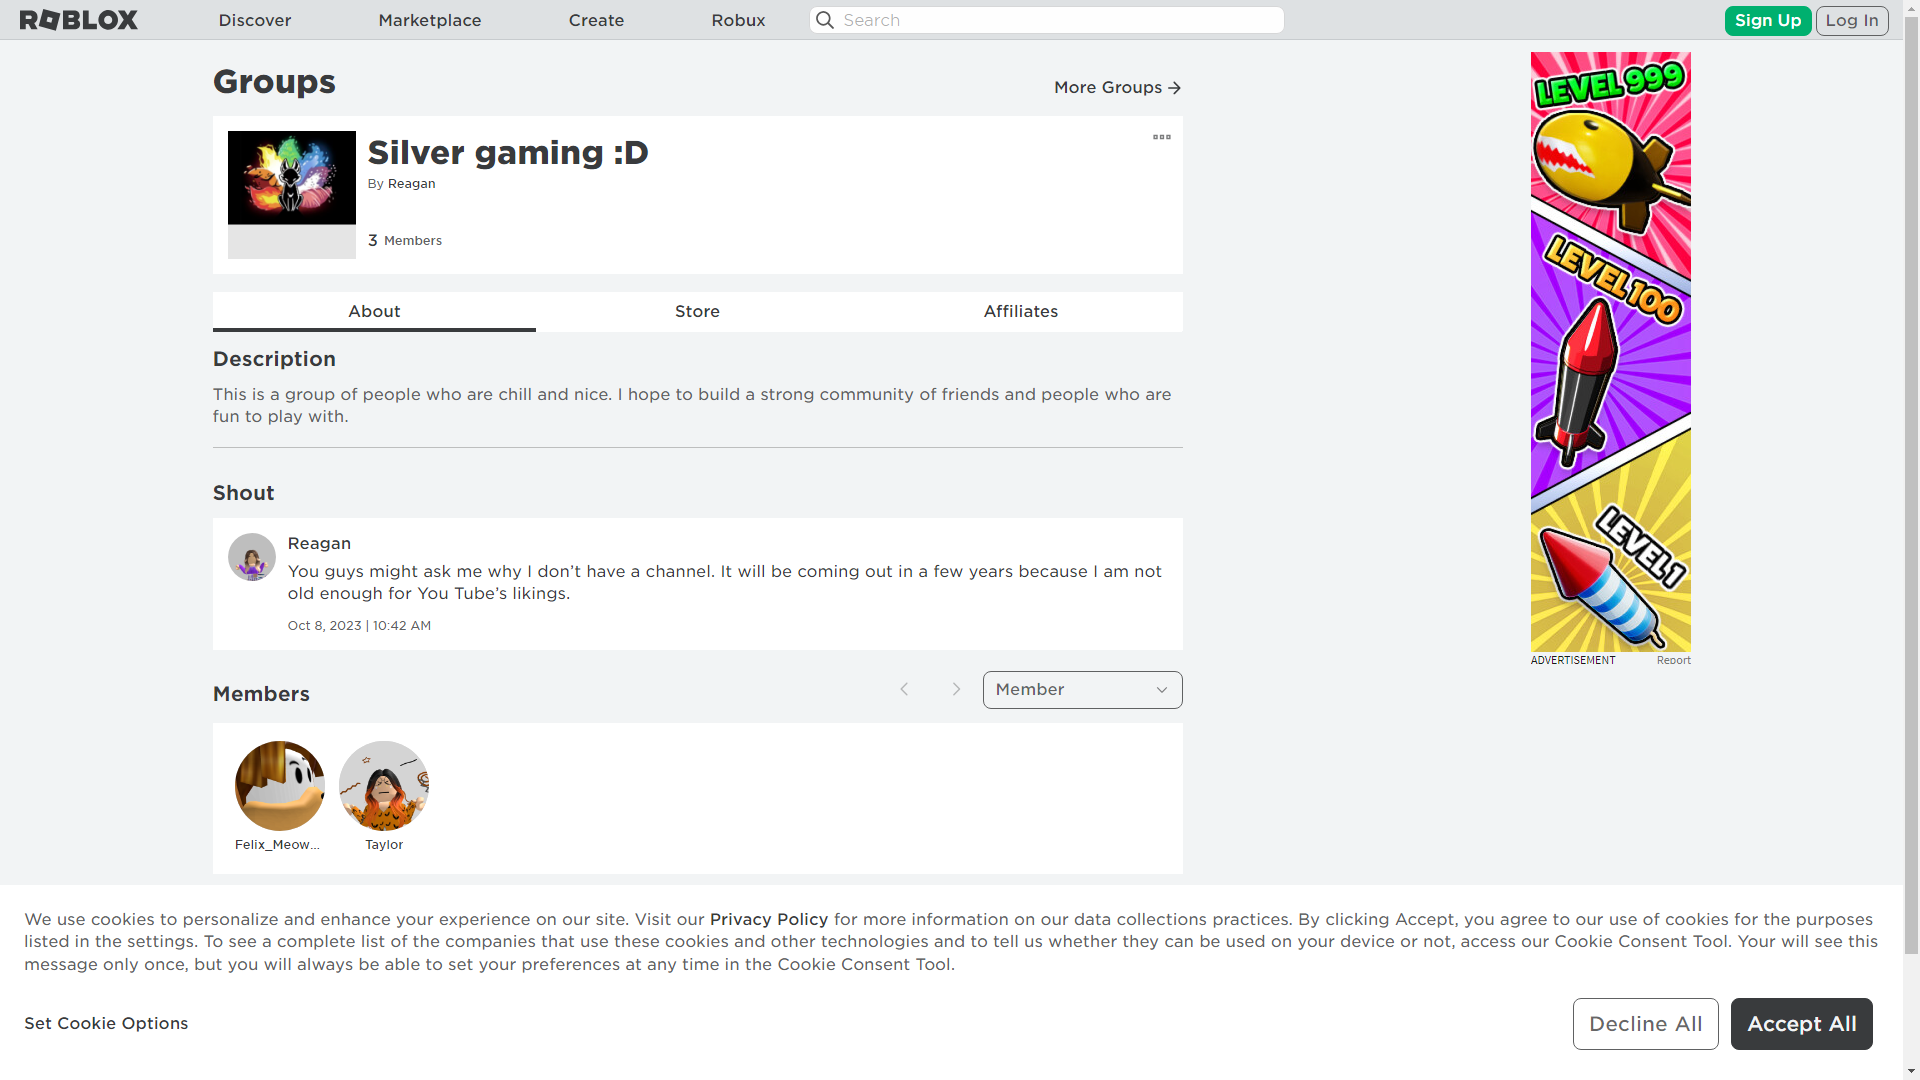 ROBLOX
Discover
Marketplace
Create
Robux
Search
Sign Up
Log In
Groups
More Groups
Silver gaming :D
By Reagan
3 Members
About
Store
Affiliates
Description
This is a group of people who are chill and nice. I hope to build a strong community of friends and people who are
fun to play with.
Shout
Reagan
You guys might ask me why I don’t have a channel. It will be coming out in a few years because I am not
old enough for You Tube’s likings.
Oct 8, 2023 | 10:42 AM
Members
Member
Felix_Meow...
Taylor
LEVEL 999
LEVEL 100
LEVEL 1
ADVERTISEMENT
Report
We use cookies to personalize and enhance your experience on our site. Visit our Privacy Policy for more information on our data collections practices. By clicking Accept, you agree to our use of cookies for the purposes
listed in the settings. To see a complete list of the companies that use these cookies and other technologies and to tell us whether they can be used on your device or not, access our Cookie Consent Tool. Your will see this
message only once, but you will always be able to set your preferences at any time in the Cookie Consent Tool.
Set Cookie Options
Decline All
Accept All